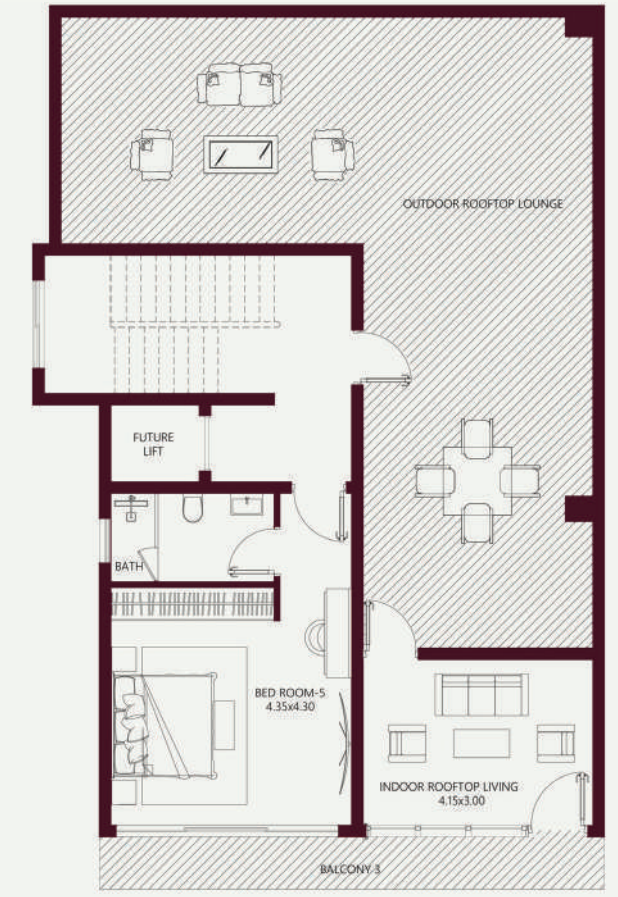 OUTDOOR ROOFTOP LOUNGE
FUTURE
LIFT
BATH
BED ROOM-5
4.35x4.30
INDOOR ROOFTOP LIVING
4.15x3.00
BALCONY 3